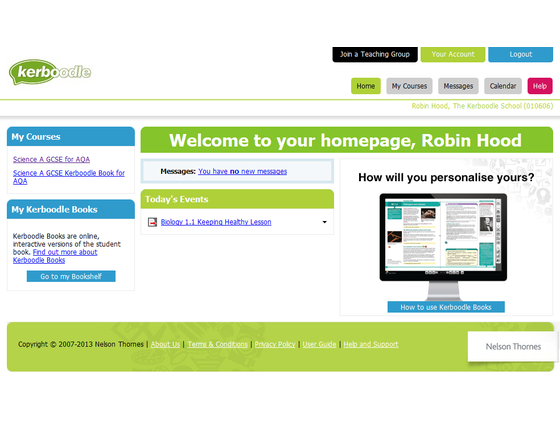 Join a Teaching Group
Your Account
Logout
kerboodle
Home
My Courses
Messages
Calendar
Help
Robin Hood, The Kerboodle School (010606)
My Courses
Science A GCSE for AQA
Science A GCSE Kerboodle Book for
AQA
My Kerboodle Books
Kerboodle Books are online,
interactive versions of the student
book. Find out more about
Kerboodle Books
Go to my Bookshelf
Welcome to your homepage, Robin Hood
Messages: You have no new messages
Today's Events
Biology 1.1 Keeping Healthy Lesson
How will you personalise yours?
How to use Kerboodle Books
Copyright © 2007-2013 Nelson Thornes | About Us | Terms & Conditions | Privacy Policy | User Guide | Help and Support
Nelson Thornes